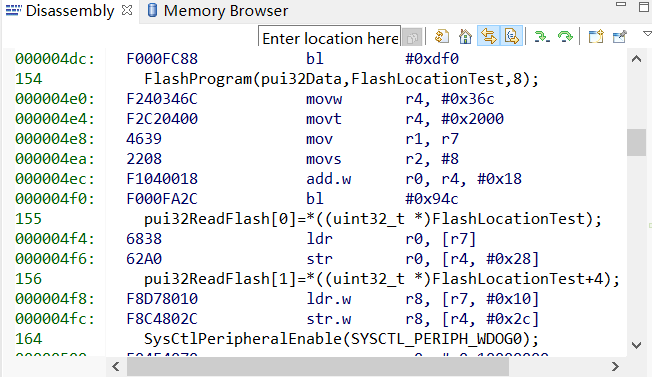 Disassembly Memory Browser
Enter location here
000004dc: F000FC88 bl #0xdf0
154 FlashProgram(pui32Data,FlashLocationTest,8);
000004e0: F240346C movw r4, #0x36c
000004e4: F2C20400 movt r4, #0x2000
000004e8: 4639 mov r1, r7
000004ea: 2208 movs r2, #8
000004ec: F1040018 add.w r0, r4, #0x18
000004f0: F000FA2C bl #0x94c
155 pui32ReadFlash[0]=*((uint32_t *)FlashLocationTest);
000004f4: 6838 ldr r0, [r7]
000004f6: 62A0 str r0, [r4, #0x28]
156 pui32ReadFlash[1]=*((uint32_t *)FlashLocationTest+4);
000004f8: F8D78010 ldr.w r8, [r7, #0x10]
000004fc: F8C4802C str.w r8, [r4, #0x2c]
164 SysCtlPeripheralEnable(SYSCTL_PERIPH_WDOG0);